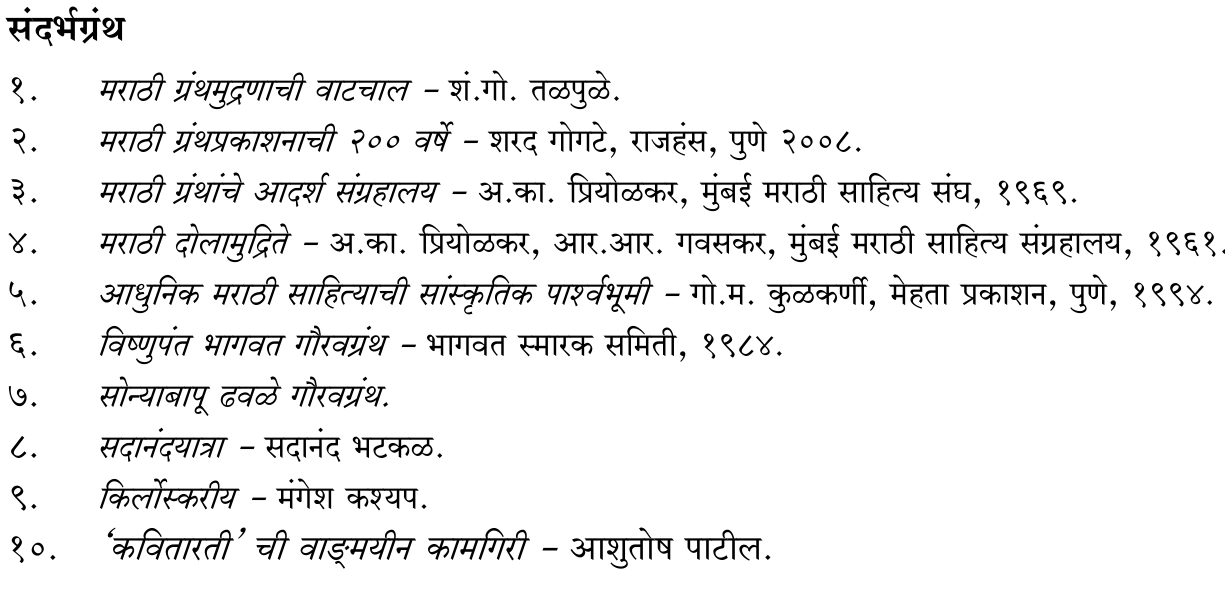 संदर्भग्रंथ
१. मराठी ग्रंथमुद्रणाची वाटचाल – शं.गो. तळपुळे.
२. मराठी ग्रंथप्रकाशनाची २०० वर्षे – शरद गोगटे, राजहंस, पुणे २००८.
३. मराठी ग्रंथांचे आदर्श संग्रहालय – अ.का. प्रियोळकर, मुंबई मराठी साहित्य संघ, १९६९.
४. मराठी दोलामुद्रिते – अ.का. प्रियोळकर, आर.आर. गवसकर, मुंबई मराठी साहित्य संग्रहालय, १९६१.
५. आधुनिक मराठी साहित्याची सांस्कृतिक पार्श्वभूमी – गो.म. कुळकर्णी, मेहता प्रकाशन, पुणे, १९९४.
६. विष्णुपंत भागवत गौरवग्रंथ – भागवत स्मारक समिती, १९८४.
७. सोन्याबापू ढवळे गौरवग्रंथ.
८. सदानंदयात्रा – सदानंद भटकळ.
९. किर्लोस्करीय – मंगेश कश्यप.
१०. ‘कवितारती’ ची वाङ्मयीन कामगिरी – आशुतोष पाटील.